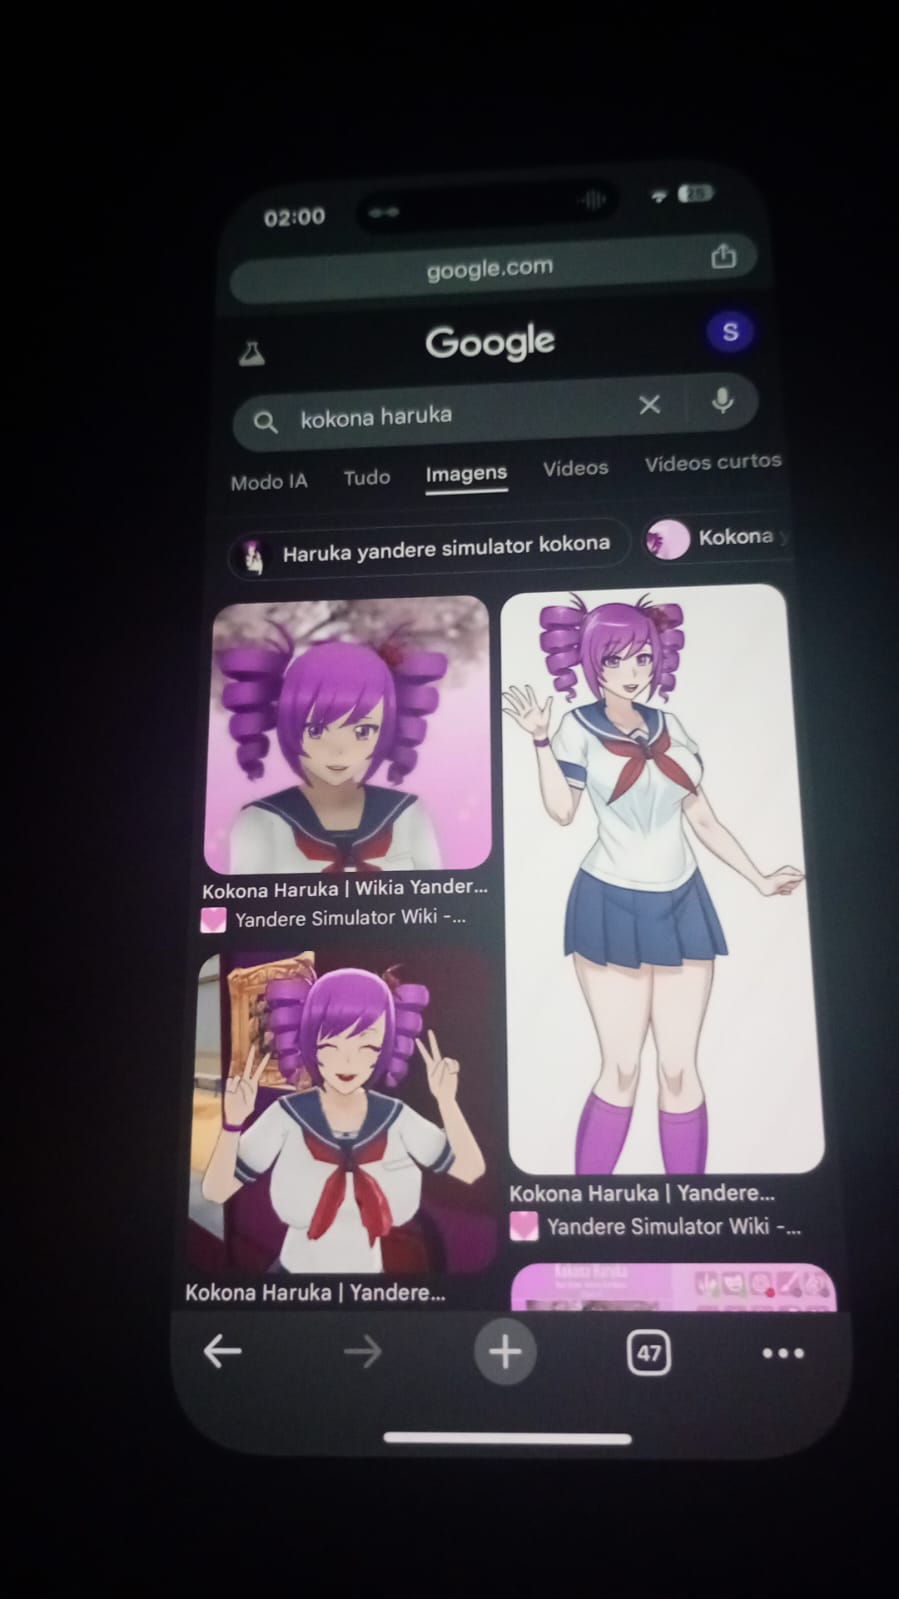 02:00
25
google.com
Google
S
kokona haruka
Modo IA Tudo Imagens Vídeos Vídeos curtos
Haruka yandere simulator kokona
Kokona y
Kokona Haruka | Wikia Yander...
Yandere Simulator Wiki -...
Kokona Haruka | Yandere...
Yandere Simulator Wiki -...
Kokona Haruka
Kokona Haruka | Yandere...
47